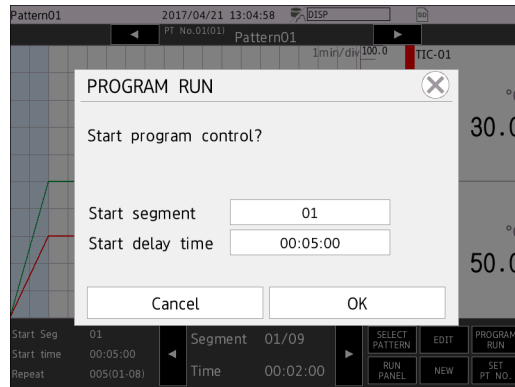 Pattern01 2017/04/21 13:04:58 DISP SD
PT No.01(01) Pattern01
1min/div 100.0 TIC-01
PROGRAM RUN
Start program control?
30.0
Start segment 01
Start delay time 00:05:00
50.0
Cancel OK
Start Seg 01
Start time 00:05:00
Repeat 005(01-08)
Segment 01/09
Time 00:02:00
SELECT PATTERN
EDIT
PROGRAM RUN
RUN PANEL
NEW
SET PT NO.